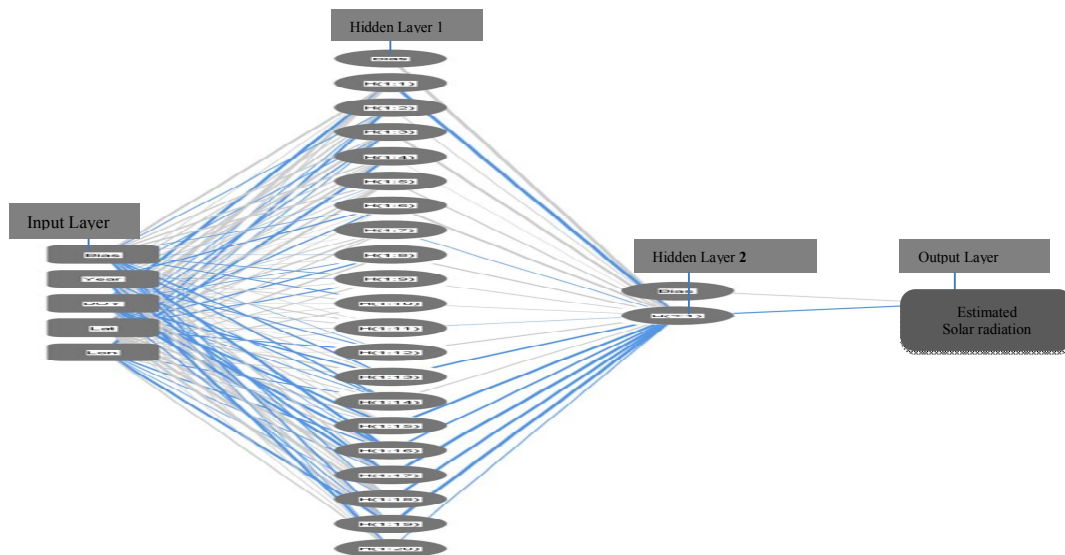 Hidden Layer 1
Bias
H(1:1)
H(1:2)
H(1:3)
H(1:4)
H(1:5)
H(1:6)
H(1:7)
H(1:8)
H(1:9)
H(1:10)
H(1:11)
H(1:12)
H(1:13)
H(1:14)
H(1:15)
H(1:16)
H(1:17)
H(1:18)
H(1:19)
H(1:20)
Input Layer
Bias
Year
Lat
Lon
Hidden Layer 2
Bias
Output Layer
Estimated
Solar radiation